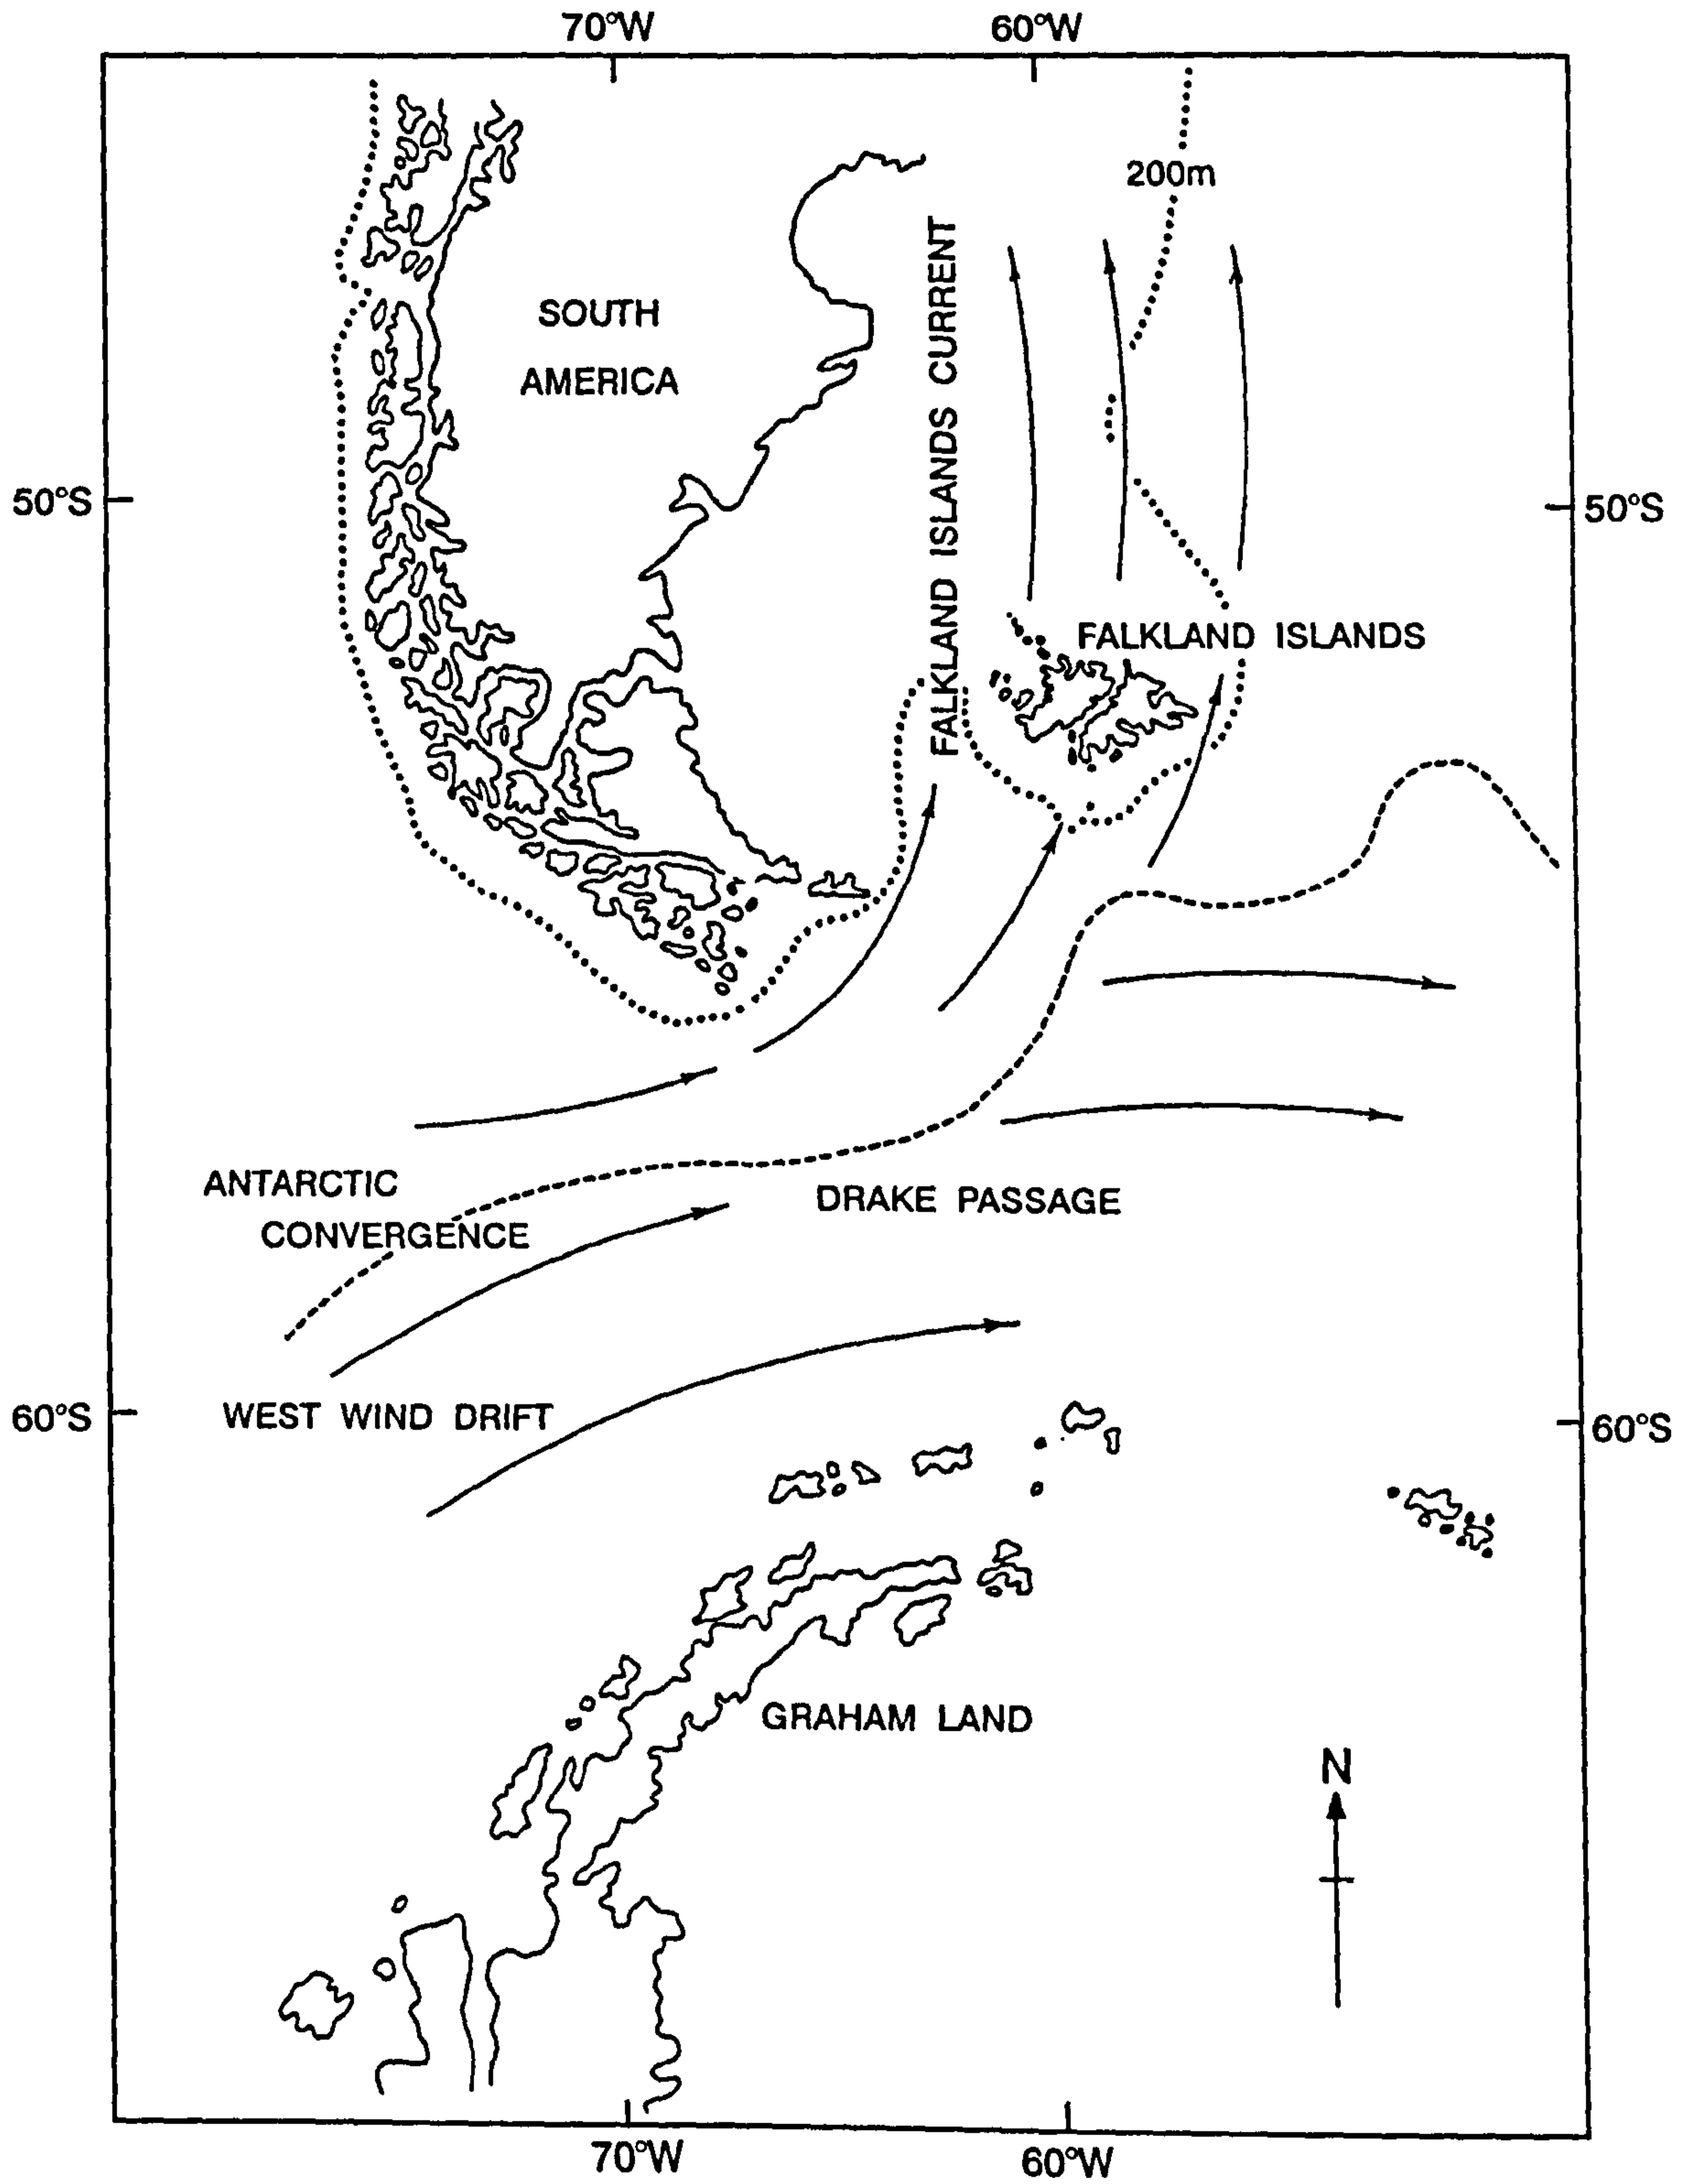 70°W
60°W
200m
SOUTH
AMERICA
FALKLAND ISLANDS CURRENT
50°S
50°S
FALKLAND ISLANDS
ANTARCTIC
CONVERGENCE
DRAKE PASSAGE
WEST WIND DRIFT
60°S
60°S
GRAHAM LAND
N
70°W
60°W